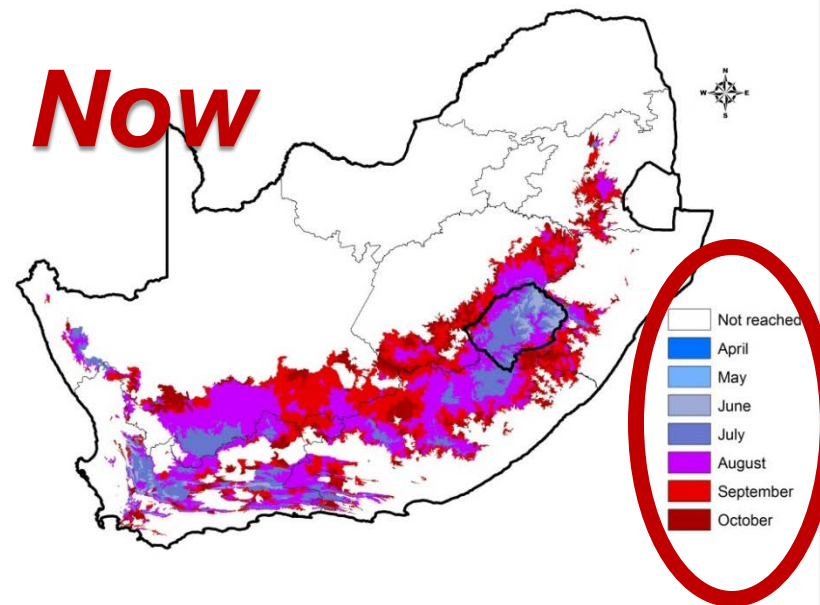 Now
N
W E
S
Not reached
April
May
June
July
August
September
October